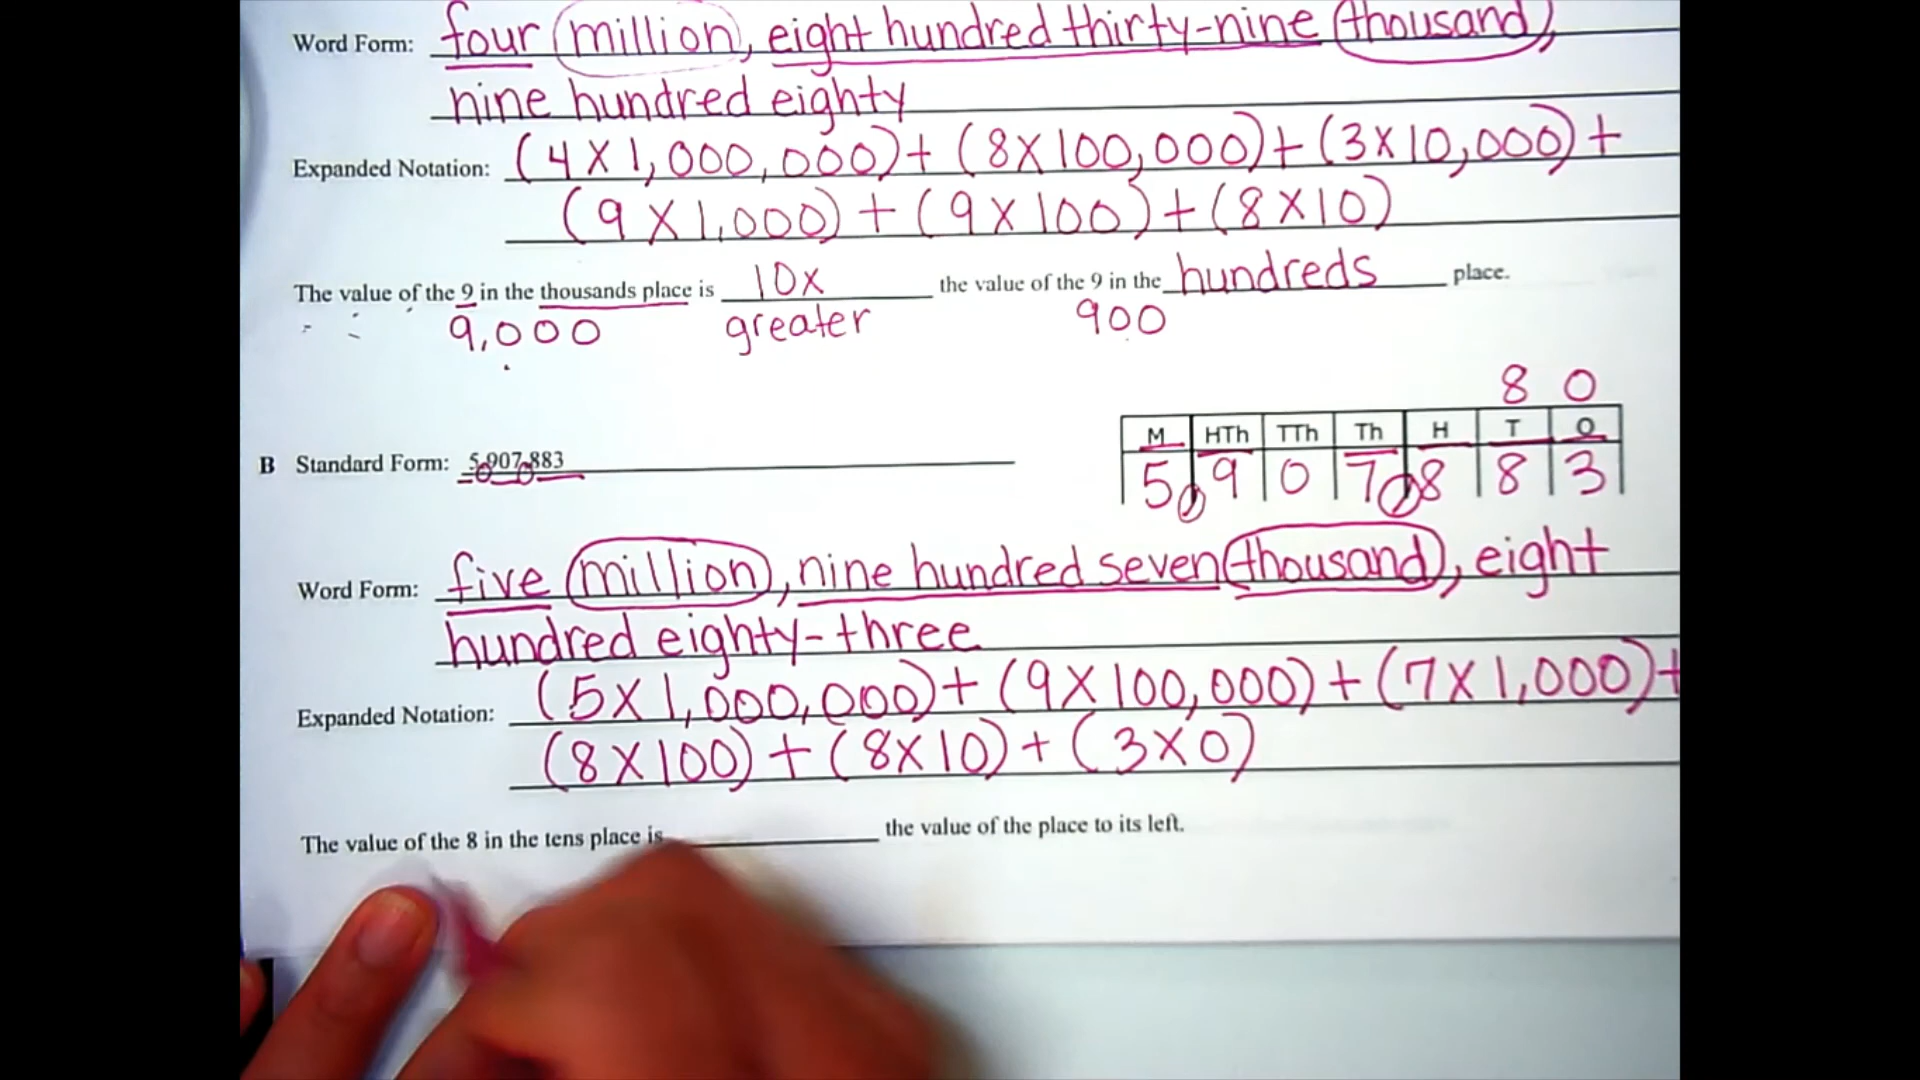 Word Form: four million, eight hundred thirty-nine thousand,
nine hundred eighty
Expanded Notation: (4 X 1,000,000) + (8 X 100,000) + (3 X 10,000) +
(9 X 1,000) + (9 X 100) + (8 X 10)
The value of the 9 in the thousands place is 10x the value of the 9 in the hundreds place.
9,000 greater 900
8 0
M HTh TTh Th H T O
B Standard Form: 5,907,883
5, 9 0 7, 8 8 3
Word Form: five million, nine hundred seven thousand, eight
hundred eighty-three
Expanded Notation: (5 X 1,000,000) + (9 X 100,000) + (7 X 1,000) +
(8 X 100) + (8 X 10) + (3 X 0)
The value of the 8 in the tens place is the value of the place to its left.